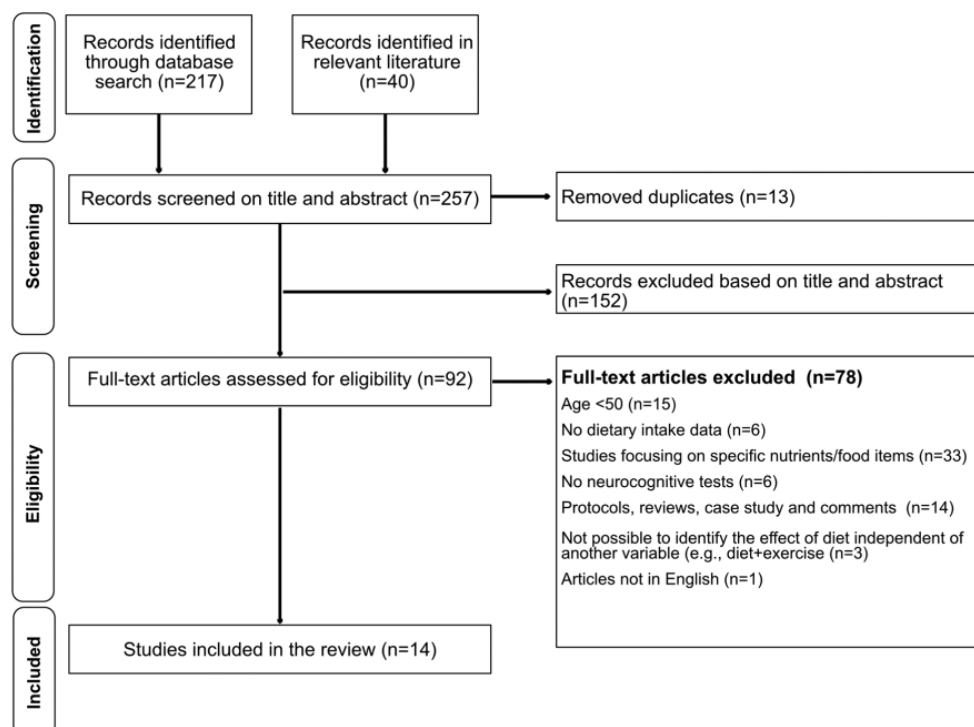 Identification
Records identified
through database
search (n=217)
Records identified in
relevant literature
(n=40)
Screening
Records screened on title and abstract (n=257)
Removed duplicates (n=13)
Records excluded based on title and abstract
(n=152)
Eligibility
Full-text articles assessed for eligibility (n=92)
Full-text articles excluded (n=78)
Age <50 (n=15)
No dietary intake data (n=6)
Studies focusing on specific nutrients/food items (n=33)
No neurocognitive tests (n=6)
Protocols, reviews, case study and comments (n=14)
Not possible to identify the effect of diet independent of
another variable (e.g., diet+exercise (n=3)
Articles not in English (n=1)
Included
Studies included in the review (n=14)